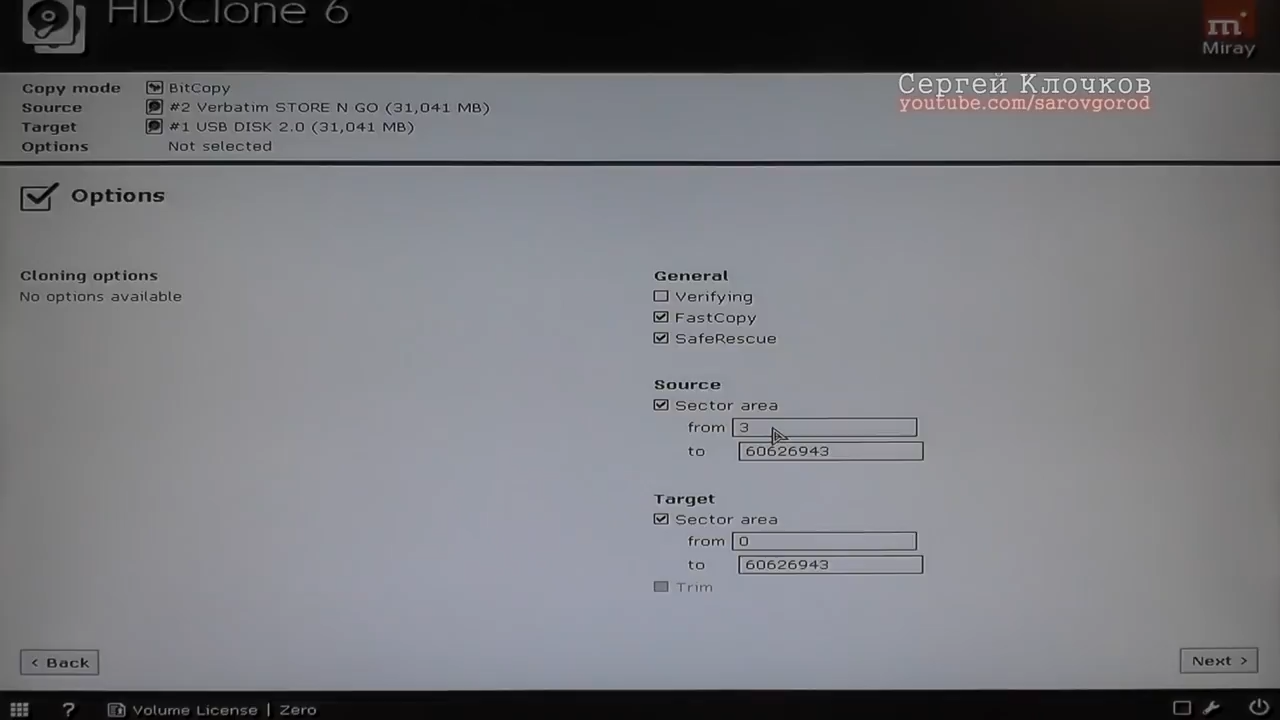 HDClone 6
Miray
Copy mode BitCopy
Source #2 Verbatim STORE N GO (31,041 MB)
Target #1 USB DISK 2.0 (31,041 MB)
Options Not selected
Сергей Клочков
youtube.com/sarovgorod
Options
Cloning options
No options available
General
Verifying
FastCopy
SafeRescue
Source
Sector area
from 3
to 60626943
Target
Sector area
from 0
to 60626943
Trim
< Back
Next >
? Volume License | Zero